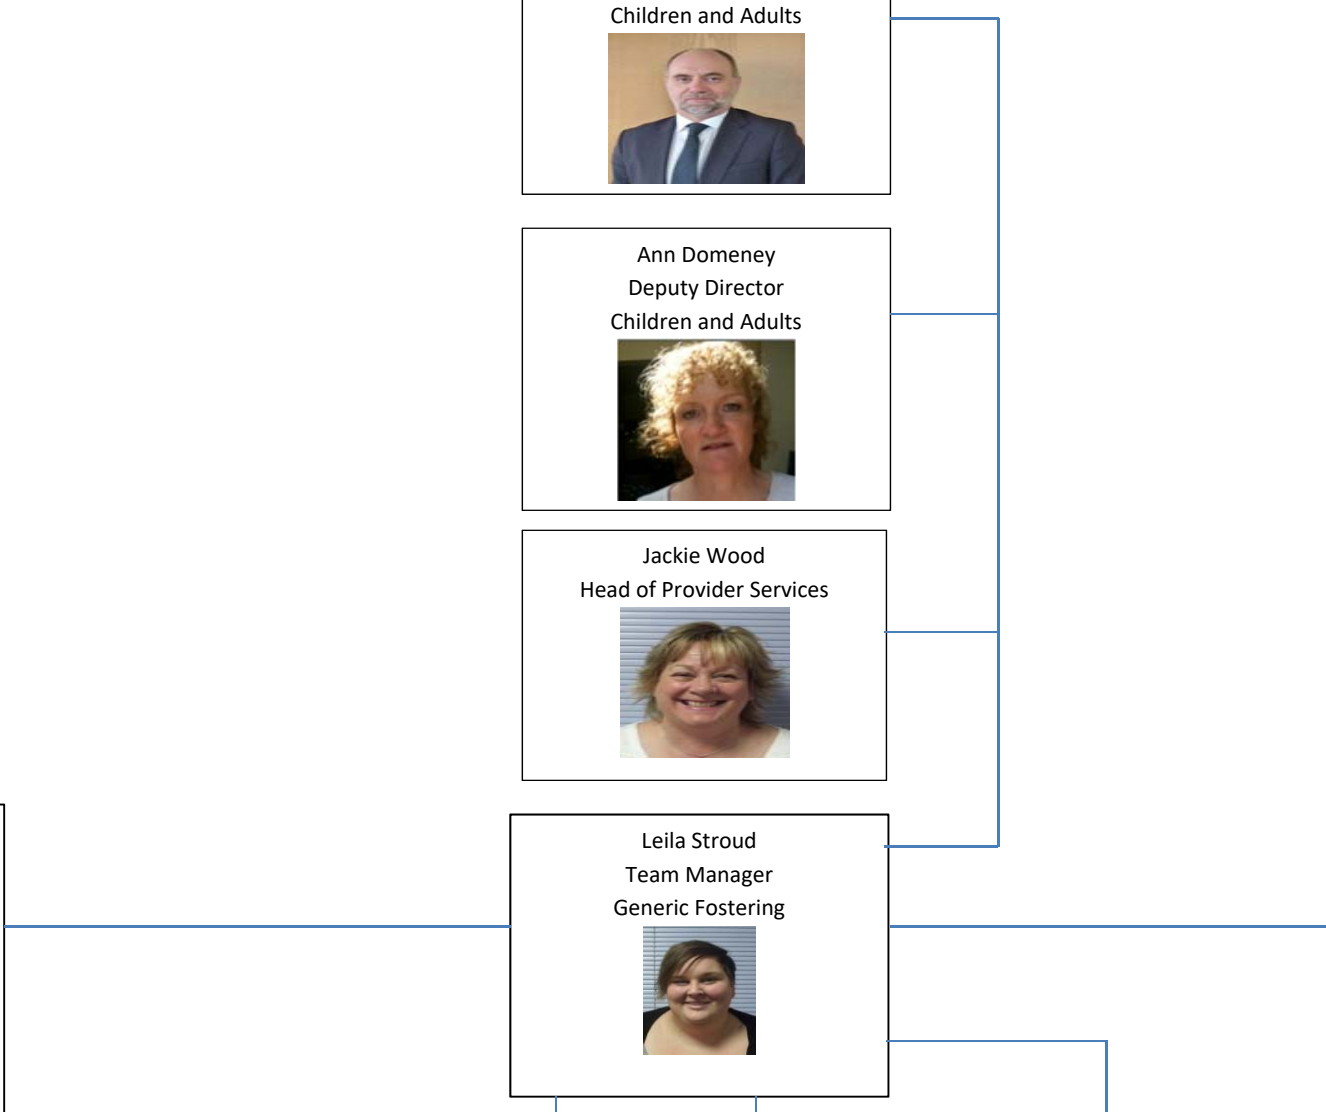 Children and Adults
Ann Domeney
Deputy Director
Children and Adults
Jackie Wood
Head of Provider Services
Leila Stroud
Team Manager
Generic Fostering